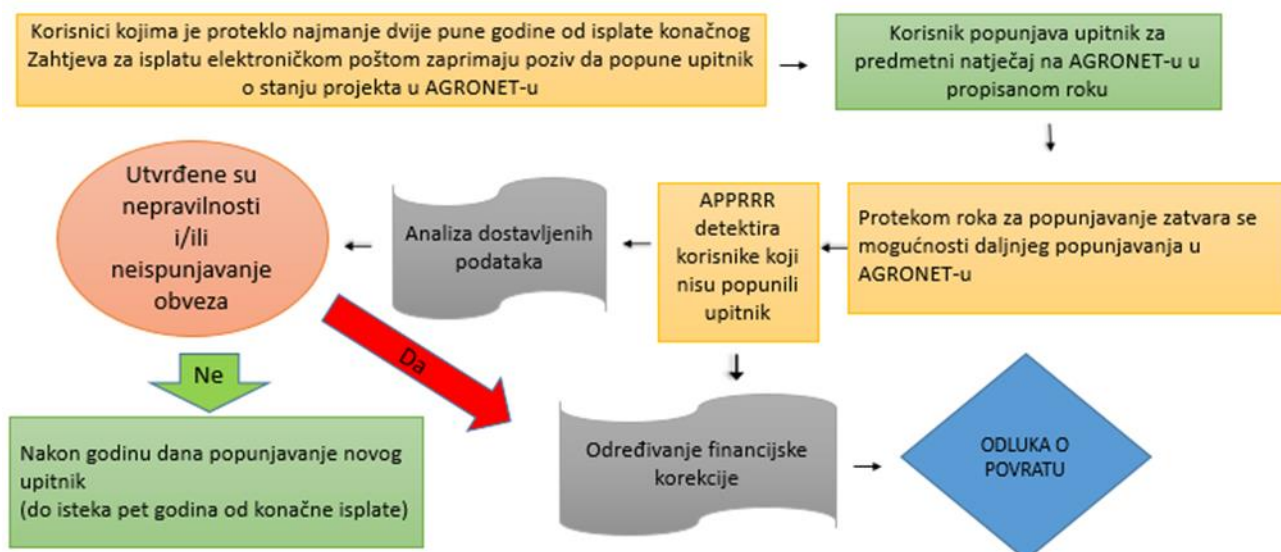 Korisnici kojima je proteklo najmanje dvije pune godine od isplate konačnog
Zahtjeva za isplatu elektroničkom poštom zaprimaju poziv da popune upitnik
o stanju projekta u AGRONET-u
Korisnik popunjava upitnik za
predmetni natječaj na AGRONET-u u
propisanom roku
Protekom roka za popunjavanje zatvara se
mogućnosti daljnjeg popunjavanja u
AGRONET-u
APPRRR
detektira
korisnike koji
nisu popunili
upitnik
Analiza dostavljenih
podataka
Utvrđene su
nepravilnosti
i/ili
neispunjavanje
obveza
Ne
Da
Nakon godinu dana popunjavanje novog
upitnik
(do isteka pet godina od konačne isplate)
Određivanje financijske
korekcije
ODLUKA O
POVRATU